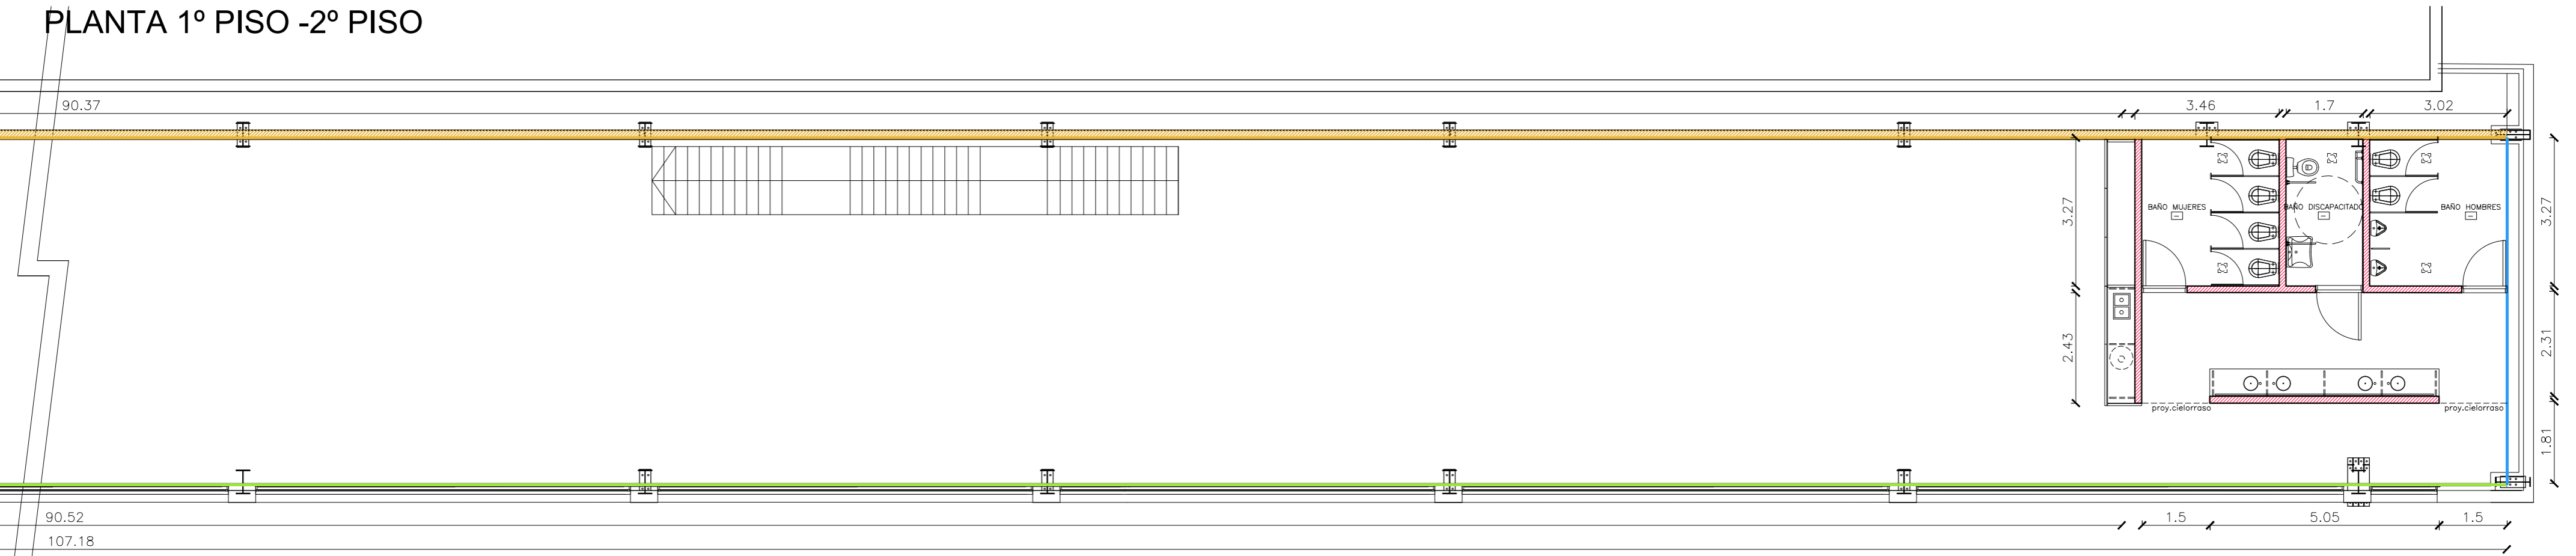 PLANTA 1º PISO -2º PISO
90.37
3.46
1.7
3.02
3.27
BAÑO MUJERES
BAÑO DISCAPACITADO
BAÑO HOMBRES
3.27
2.43
2.31
proy.cielorraso
proy.cielorraso
1.81
90.52
1.5
5.05
1.5
107.18